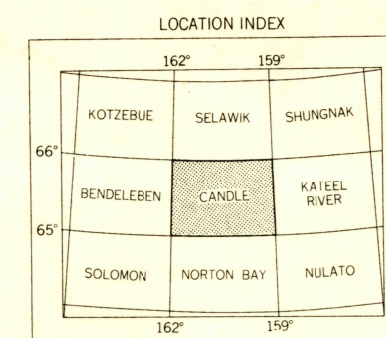 LOCATION INDEX
162° 159°
KOTZEBUE SELAWIK SHUNGNAK
66°
BENDELEBEN CANDLE KATEEL
RIVER
65°
SOLOMON NORTON BAY NULATO
162° 159°